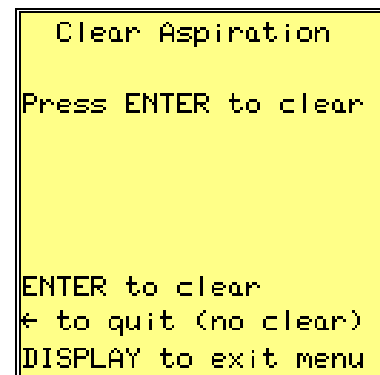 Clear Aspiration
Press ENTER to clear
ENTER to clear
← to quit (no clear)
DISPLAY to exit menu